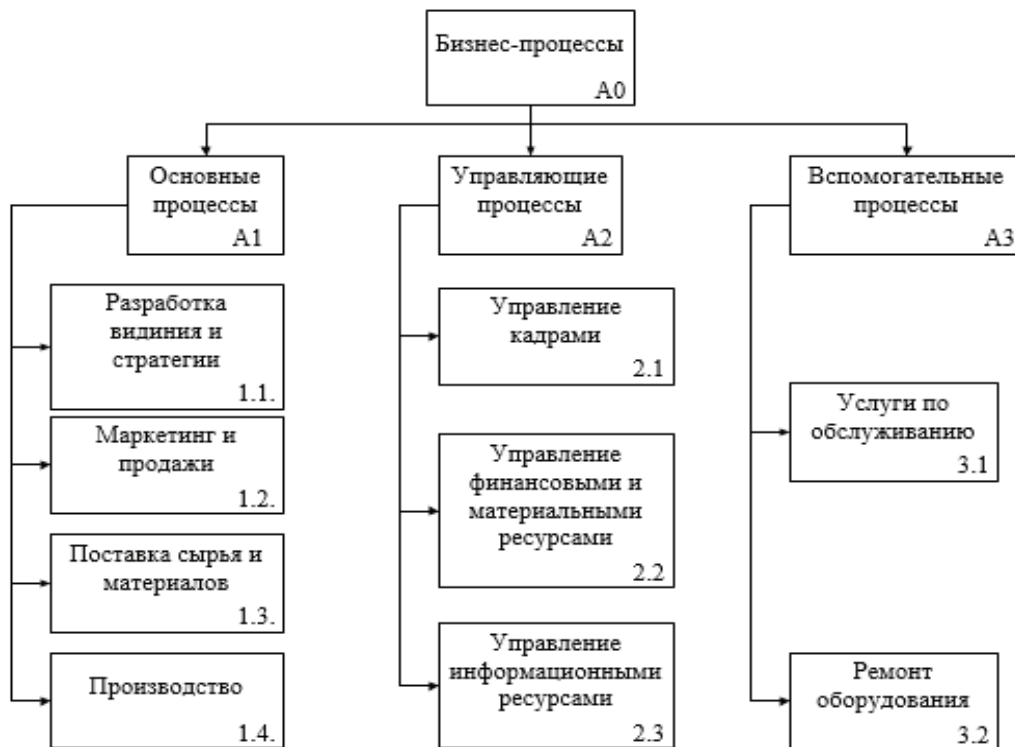 Бизнес-процессы
А0
Основные
процессы
А1
Управляющие
процессы
А2
Вспомогательные
процессы
А3
Разработка
видиния и
стратегии
1.1.
Маркетинг и
продажи
1.2.
Поставка сырья и
материалов
1.3.
Производство
1.4.
Управление
кадрами
2.1
Управление
финансовыми и
материальными
ресурсами
2.2
Управление
информационными
ресурсами
2.3
Услуги по
обслуживанию
3.1
Ремонт
оборудования
3.2